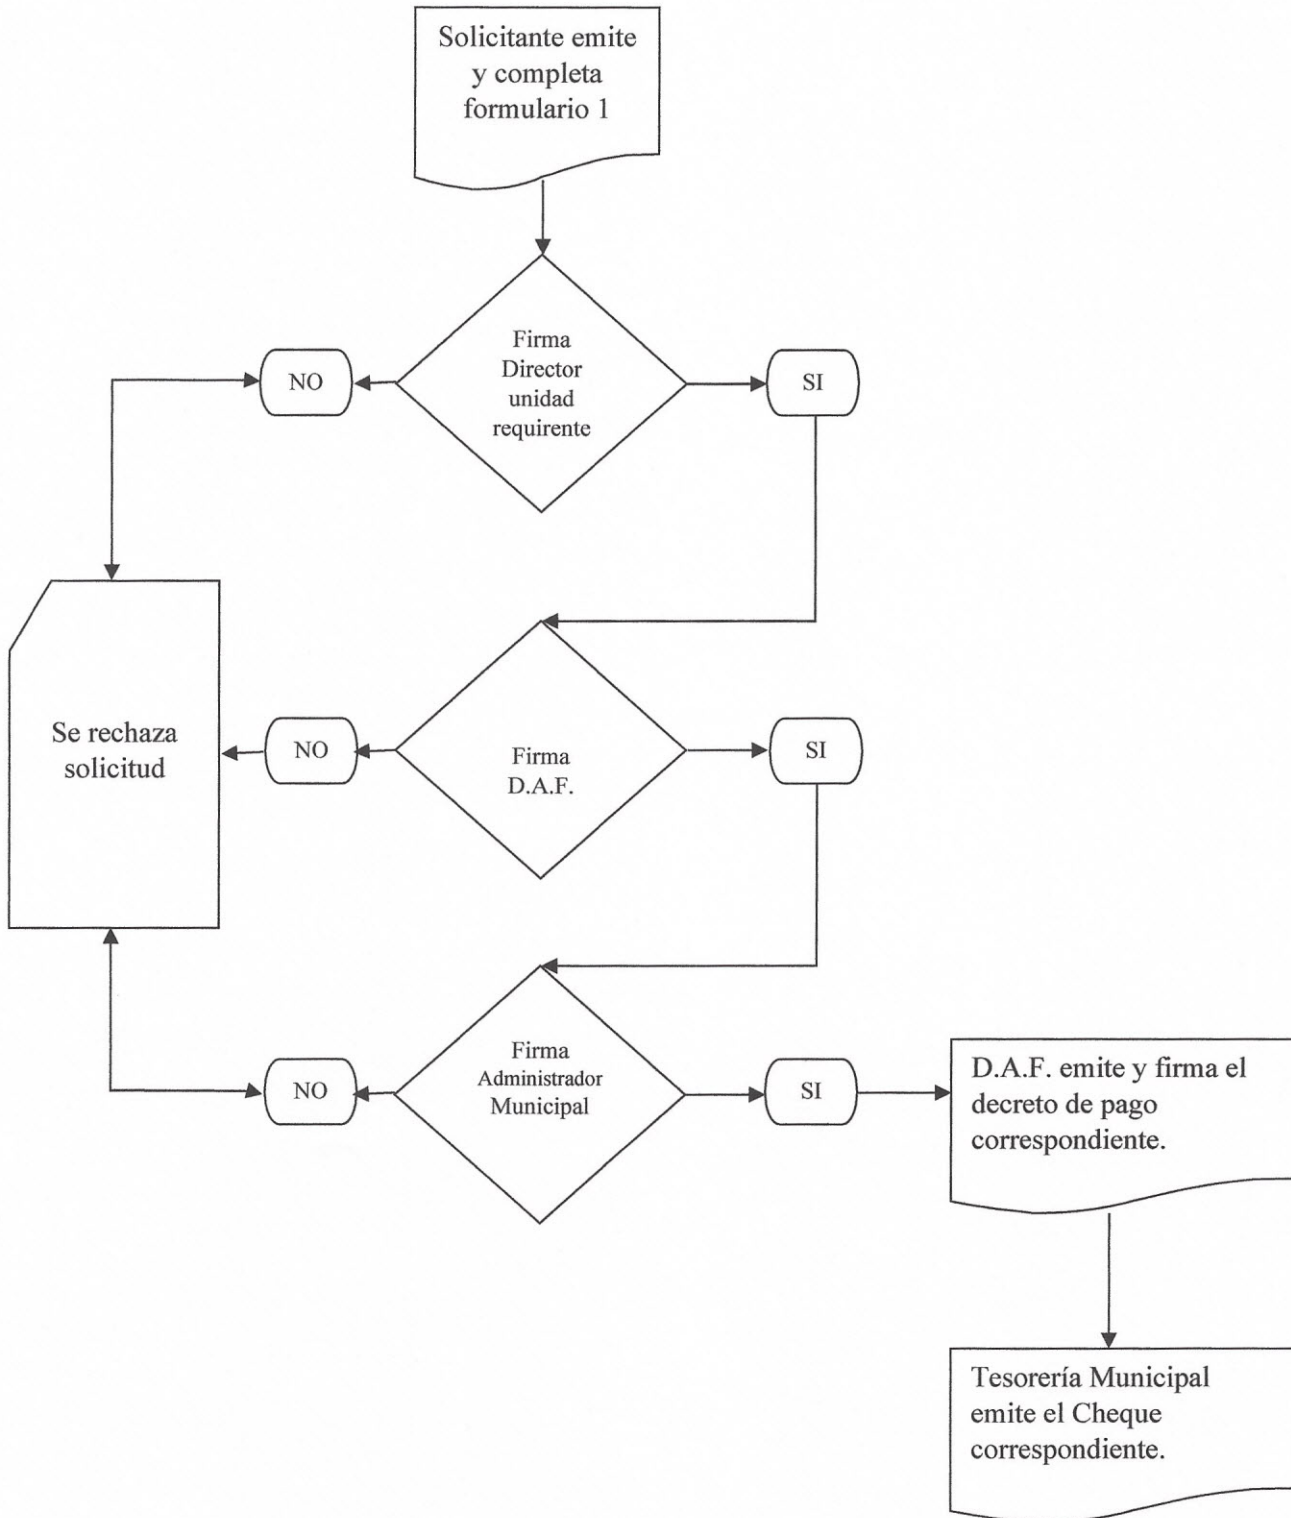 Solicitante emite
y completa
formulario 1
Firma
Director
unidad
requirente
NO
SI
Se rechaza
solicitud
NO
Firma
D.A.F.
SI
NO
Firma
Administrador
Municipal
SI
D.A.F. emite y firma el
decreto de pago
correspondiente.
Tesorería Municipal
emite el Cheque
correspondiente.